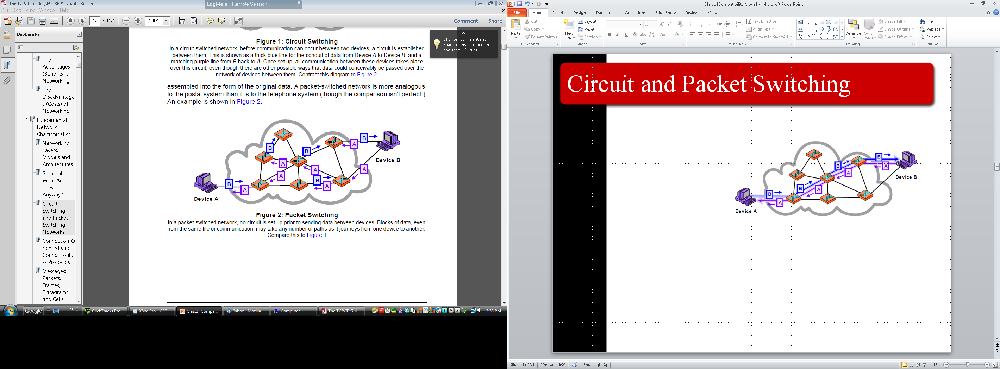 The TCP/IP Guide (SECURED) - Adobe Reader
LogMeIn - Remote Session
File Edit View Window Help
67 / 1671
100%
Comment
Share
Bookmarks
The
Advantages
(Benefits) of
Networking
The
Disadvantage
s (Costs) of
Networking
Fundamental
Network
Characteristics
Networking
Layers,
Models and
Architectures
Protocols:
What Are
They,
Anyway?
Circuit
Switching
and Packet
Switching
Networks
Connection-O
riented and
Connectionle
ss Protocols
Messages:
Packets,
Frames,
Datagrams
and Cells
Click on Comment and
Share to create, mark-up
and send PDF files.
Figure 1: Circuit Switching
In a circuit-switched network, before communication can occur between two devices, a circuit is established
between them. This is shown as a thick blue line for the conduit of data from Device A to Device B, and a
matching purple line from B back to A. Once set up, all communication between these devices takes place
over this circuit, even though there are other possible ways that data could conceivably be passed over the
network of devices between them. Contrast this diagram to Figure 2.
assembled into the form of the original data. A packet-switched network is more analogous
to the postal system than it is to the telephone system (though the comparison isn't perfect.)
An example is shown in Figure 2.
B
A
B
B
A
Device B
A
A
A
A
B
B
A
A
Device A
Figure 2: Packet Switching
In a packet-switched network, no circuit is set up prior to sending data between devices. Blocks of data, even
from the same file or communication, may take any number of paths as it journeys from one device to another.
Compare this to Figure 1
Google
ClickTracks Pro...
XSite Pro - CSC...
Class1 [Compa...
Inbox - Mozilla ...
Computer
The TCP/IP Gui...
3:38 PM
Class1 [Compatibility Mode] - Microsoft PowerPoint
File Home Insert Design Transitions Animations Slide Show Review View
Paste
Cut
Copy
Format Painter
Clipboard
New
Slide
Layout
Reset
Section
Slides
32
B I U S abc AV Aa A
Font
Text Direction
Align Text
Convert to SmartArt
Paragraph
Arrange
Quick
Styles
Shape Fill
Shape Outline
Shape Effects
Drawing
Find
Replace
Select
Editing
Circuit and Packet Switching
B
B
A
A
Device B
B
A
B
A
Device A
Slide 14 of 34
"freesample2"
English (U.S.)
118%